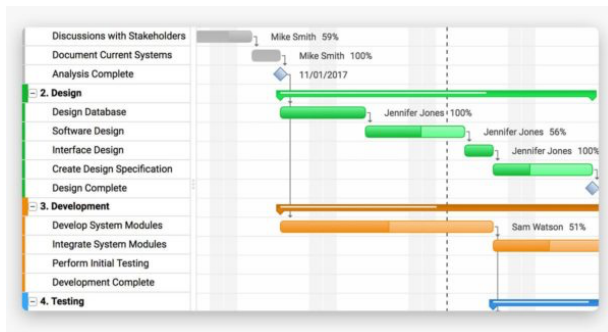 Discussions with Stakeholders Mike Smith 59%
Document Current Systems Mike Smith 100%
Analysis Complete 11/01/2017
2. Design
Design Database Jennifer Jones 100%
Software Design Jennifer Jones 56%
Interface Design Jennifer Jones 100%
Create Design Specification
Design Complete
3. Development
Develop System Modules Sam Watson 51%
Integrate System Modules
Perform Initial Testing
Development Complete
4. Testing